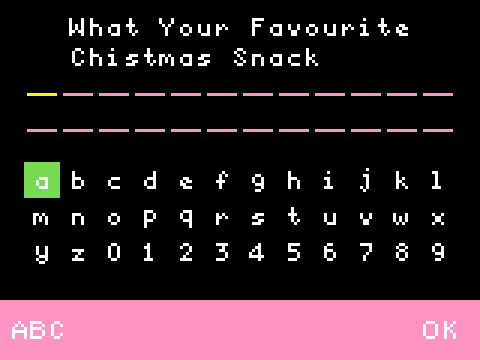 What Your Favourite
Chistmas Snack
a b c d e f g h i j k l
m n o p q r s t u v w x
y z 0 1 2 3 4 5 6 7 8 9
ABC OK